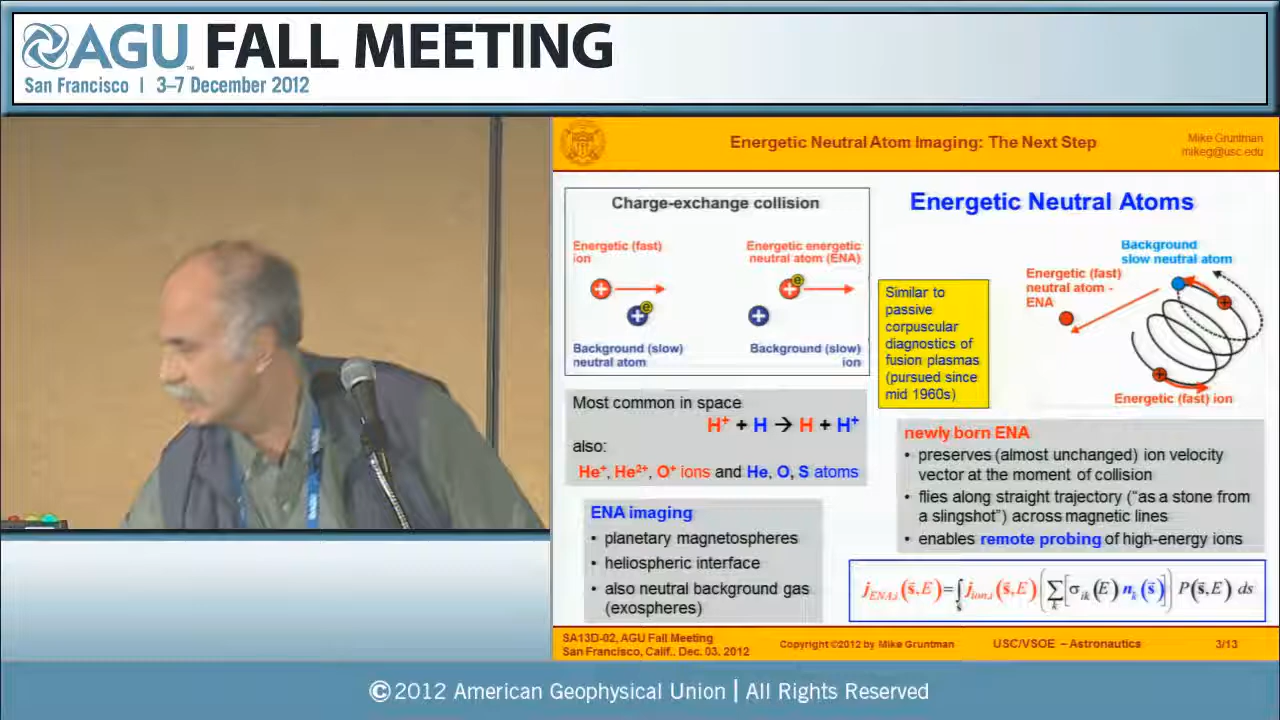 AGU FALL MEETING
San Francisco | 3–7 December 2012
Energetic Neutral Atom Imaging: The Next Step
Mike Gruntman
mikeg@usc.edu
Charge-exchange collision
Energetic (fast)
ion
Energetic energetic
neutral atom (ENA)
+
+
e
+
e
+
Background (slow)
neutral atom
Background (slow)
ion
Most common in space
H⁺ + H → H + H⁺
also:
He⁺, He²⁺, O⁺ ions and He, O, S atoms
ENA imaging
• planetary magnetospheres
• heliospheric interface
• also neutral background gas
(exospheres)
Similar to
passive
corpuscular
diagnostics of
fusion plasmas
(pursued since
mid 1960s)
Energetic Neutral Atoms
Background
slow neutral atom
Energetic (fast)
neutral atom -
ENA
+
+
Energetic (fast) ion
newly born ENA
• preserves (almost unchanged) ion velocity
vector at the moment of collision
• flies along straight trajectory (“as a stone from
a slingshot”) across magnetic lines
• enables remote probing of high-energy ions
j_ENA,i (s⃗,E) = ∫_s j_ion,i (s⃗,E) (∑_k [σ_ik (E) n_k (s⃗)]) P(s⃗,E) ds
SA13D-02, AGU Fall Meeting
San Francisco, Calif., Dec. 03, 2012
Copyright ©2012 by Mike Gruntman
USC/VSOE – Astronautics
3/13
©2012 American Geophysical Union | All Rights Reserved